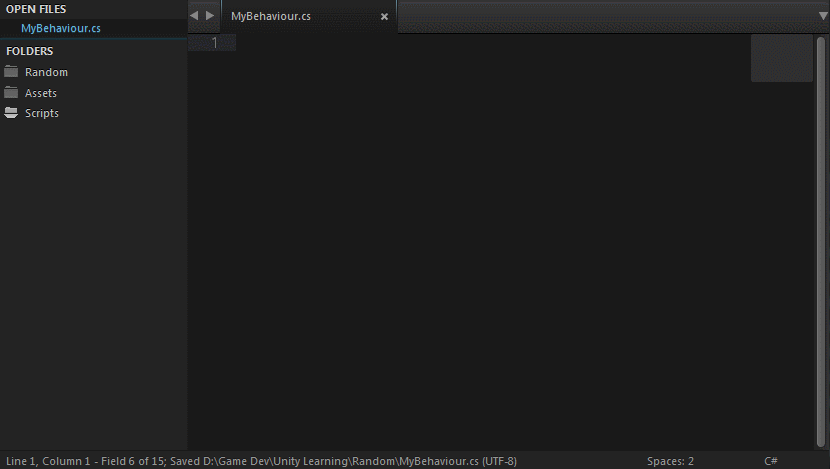 OPEN FILES
MyBehaviour.cs
FOLDERS
Random
Assets
Scripts
MyBehaviour.cs
1
Line 1, Column 1 - Field 6 of 15; Saved D:\Game Dev\Unity Learning\Random\MyBehaviour.cs (UTF-8)
Spaces: 2
C#